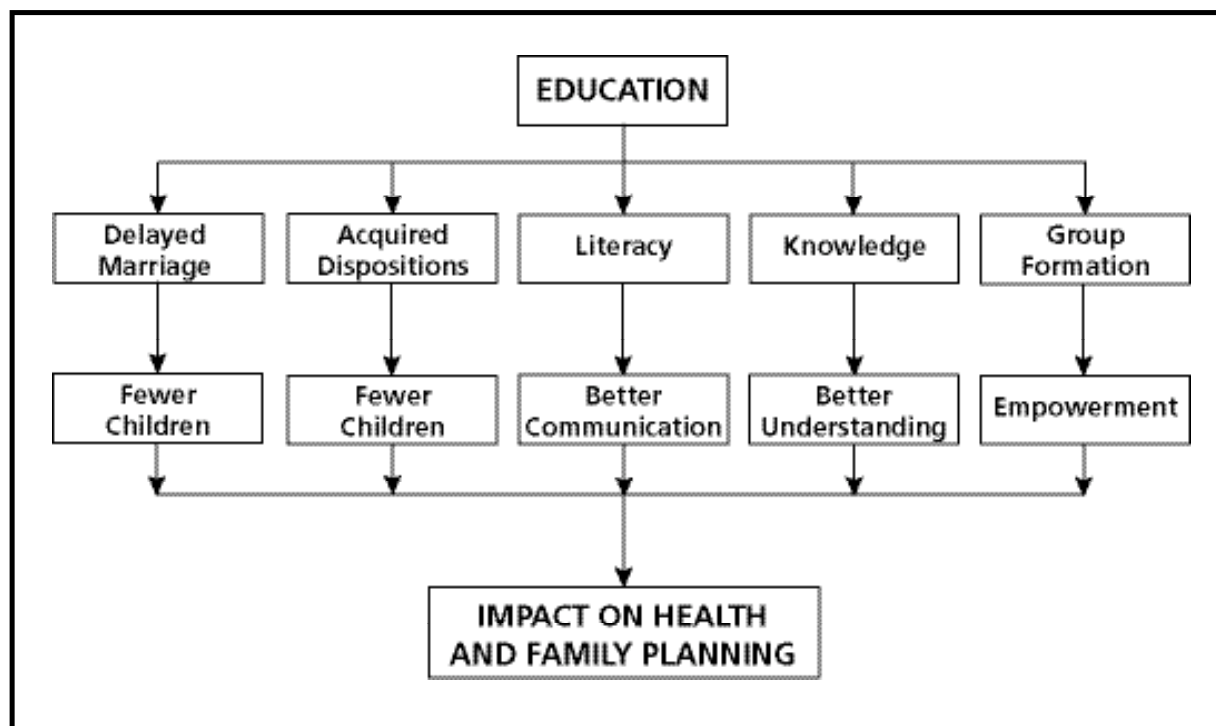 EDUCATION
Delayed
Marriage
Acquired
Dispositions
Literacy
Knowledge
Group
Formation
Fewer
Children
Fewer
Children
Better
Communication
Better
Understanding
Empowerment
IMPACT ON HEALTH
AND FAMILY PLANNING